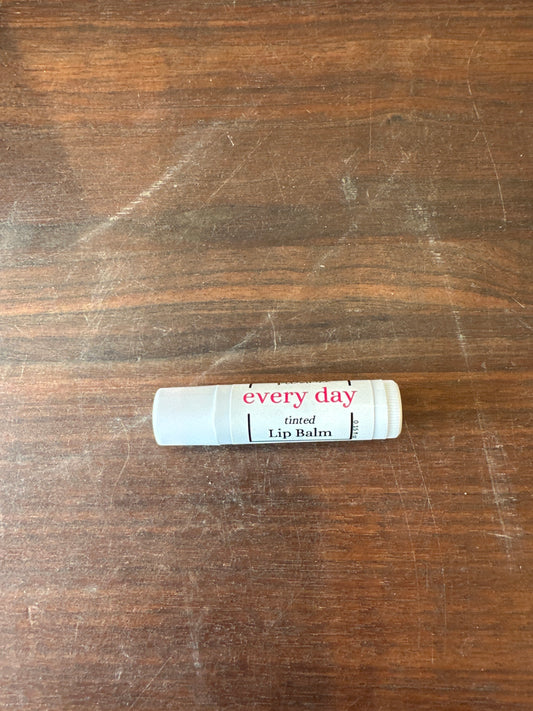 every day
tinted
Lip Balm